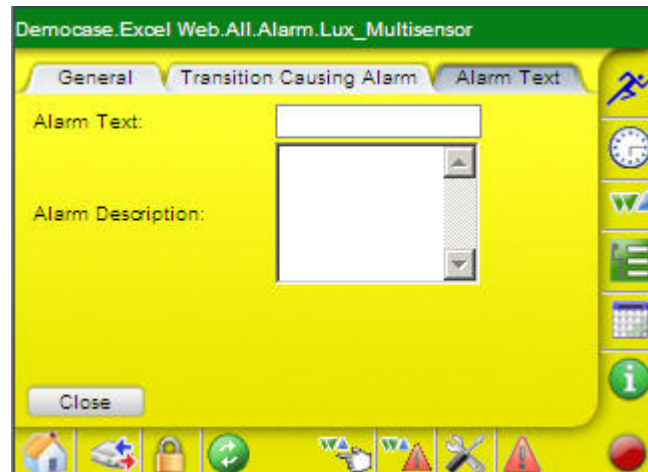 Democase.Excel Web.All.Alarm.Lux_Multisensor
General Transition Causing Alarm Alarm Text
Alarm Text:
Alarm Description:
Close